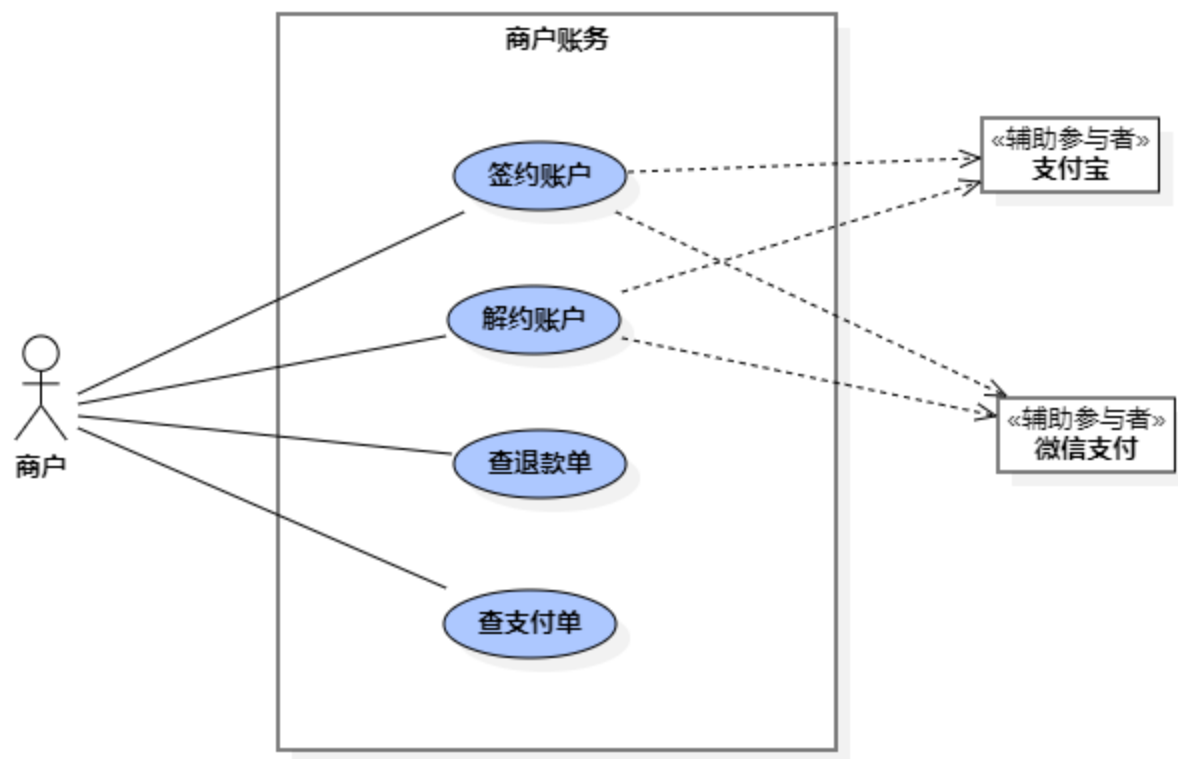 商户账务
签约账户
«辅助参与者»
支付宝
解约账户
商户
«辅助参与者»
微信支付
查退款单
查支付单